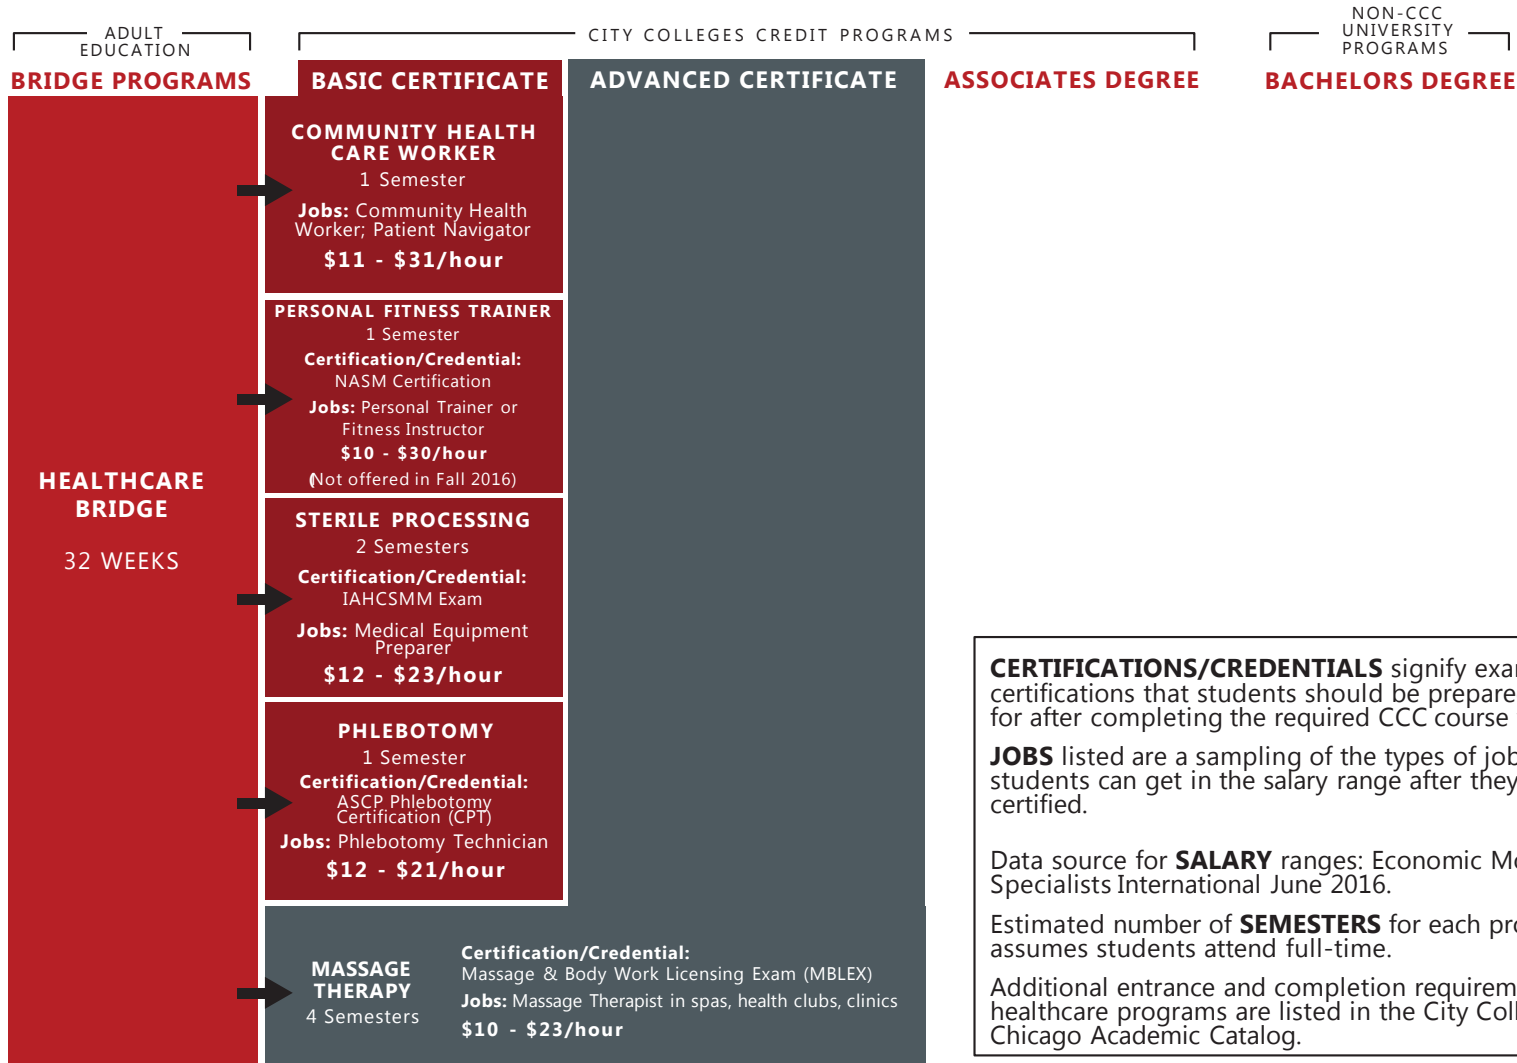 ADULT
EDUCATION
CITY COLLEGES CREDIT PROGRAMS
NON-CCC
UNIVERSITY
PROGRAMS
BRIDGE PROGRAMS
BASIC CERTIFICATE
ADVANCED CERTIFICATE
ASSOCIATES DEGREE
BACHELORS DEGREE
HEALTHCARE
BRIDGE
32 WEEKS
COMMUNITY HEALTH
CARE WORKER
1 Semester
Jobs: Community Health
Worker; Patient Navigator
$11 - $31/hour
PERSONAL FITNESS TRAINER
1 Semester
Certification/Credential:
NASM Certification
Jobs: Personal Trainer or
Fitness Instructor
$10 - $30/hour
(Not offered in Fall 2016)
STERILE PROCESSING
2 Semesters
Certification/Credential:
IAHCSMM Exam
Jobs: Medical Equipment
Preparer
$12 - $23/hour
PHLEBOTOMY
1 Semester
Certification/Credential:
ASCP Phlebotomy
Certification (CPT)
Jobs: Phlebotomy Technician
$12 - $21/hour
MASSAGE
THERAPY
4 Semesters
Certification/Credential:
Massage & Body Work Licensing Exam (MBLEX)
Jobs: Massage Therapist in spas, health clubs, clinics
$10 - $23/hour
CERTIFICATIONS/CREDENTIALS signify exa
certifications that students should be prepare
for after completing the required CCC course
JOBS listed are a sampling of the types of job
students can get in the salary range after they
certified.
Data source for SALARY ranges: Economic Mo
Specialists International June 2016.
Estimated number of SEMESTERS for each pro
assumes students attend full-time.
Additional entrance and completion requirem
healthcare programs are listed in the City Coll
Chicago Academic Catalog.